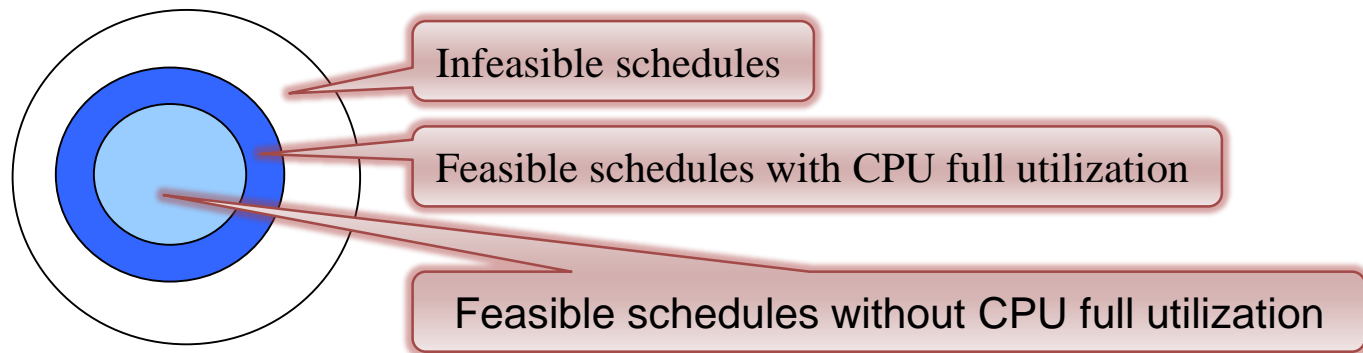 Infeasible schedules
Feasible schedules with CPU full utilization
Feasible schedules without CPU full utilization